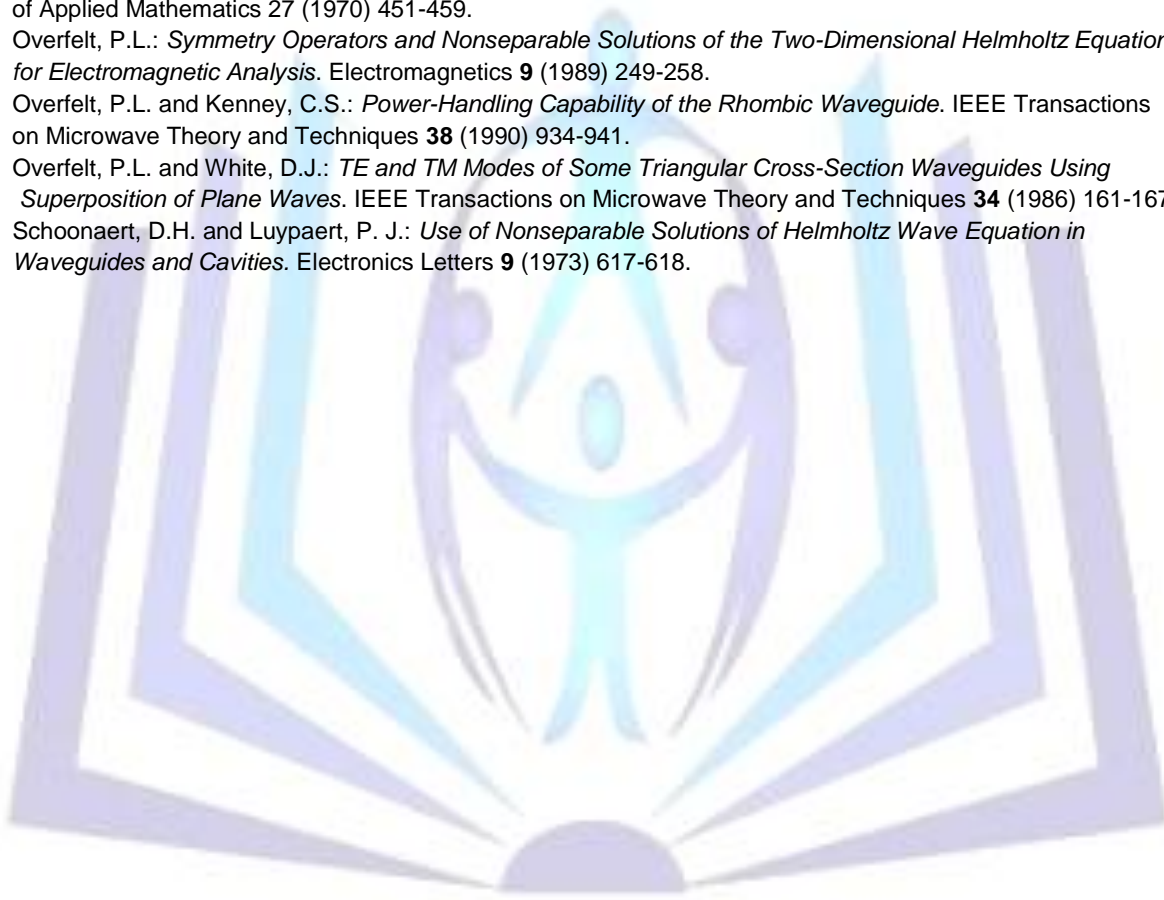 of Applied Mathematics 27 (1970) 451-459.
Overfelt, P.L.: Symmetry Operators and Nonseparable Solutions of the Two-Dimensional Helmholtz Equation
for Electromagnetic Analysis. Electromagnetics 9 (1989) 249-258.
Overfelt, P.L. and Kenney, C.S.: Power-Handling Capability of the Rhombic Waveguide. IEEE Transactions
on Microwave Theory and Techniques 38 (1990) 934-941.
Overfelt, P.L. and White, D.J.: TE and TM Modes of Some Triangular Cross-Section Waveguides Using
Superposition of Plane Waves. IEEE Transactions on Microwave Theory and Techniques 34 (1986) 161-167
Schoonaert, D.H. and Luypaert, P. J.: Use of Nonseparable Solutions of Helmholtz Wave Equation in
Waveguides and Cavities. Electronics Letters 9 (1973) 617-618.